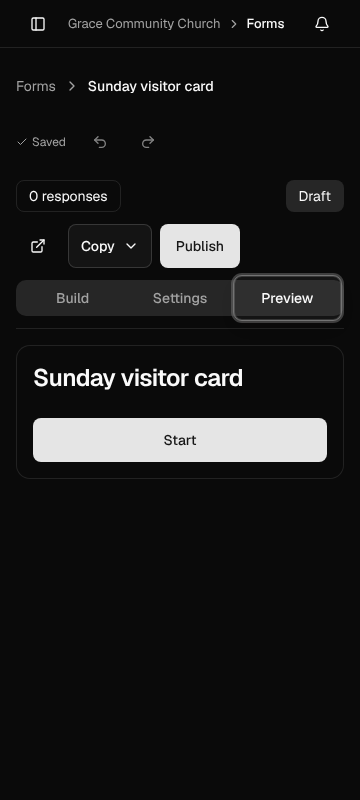 Grace Community Church > Forms
Forms > Sunday visitor card
Saved
0 responses
Draft
Copy
Publish
Build
Settings
Preview
Sunday visitor card
Start